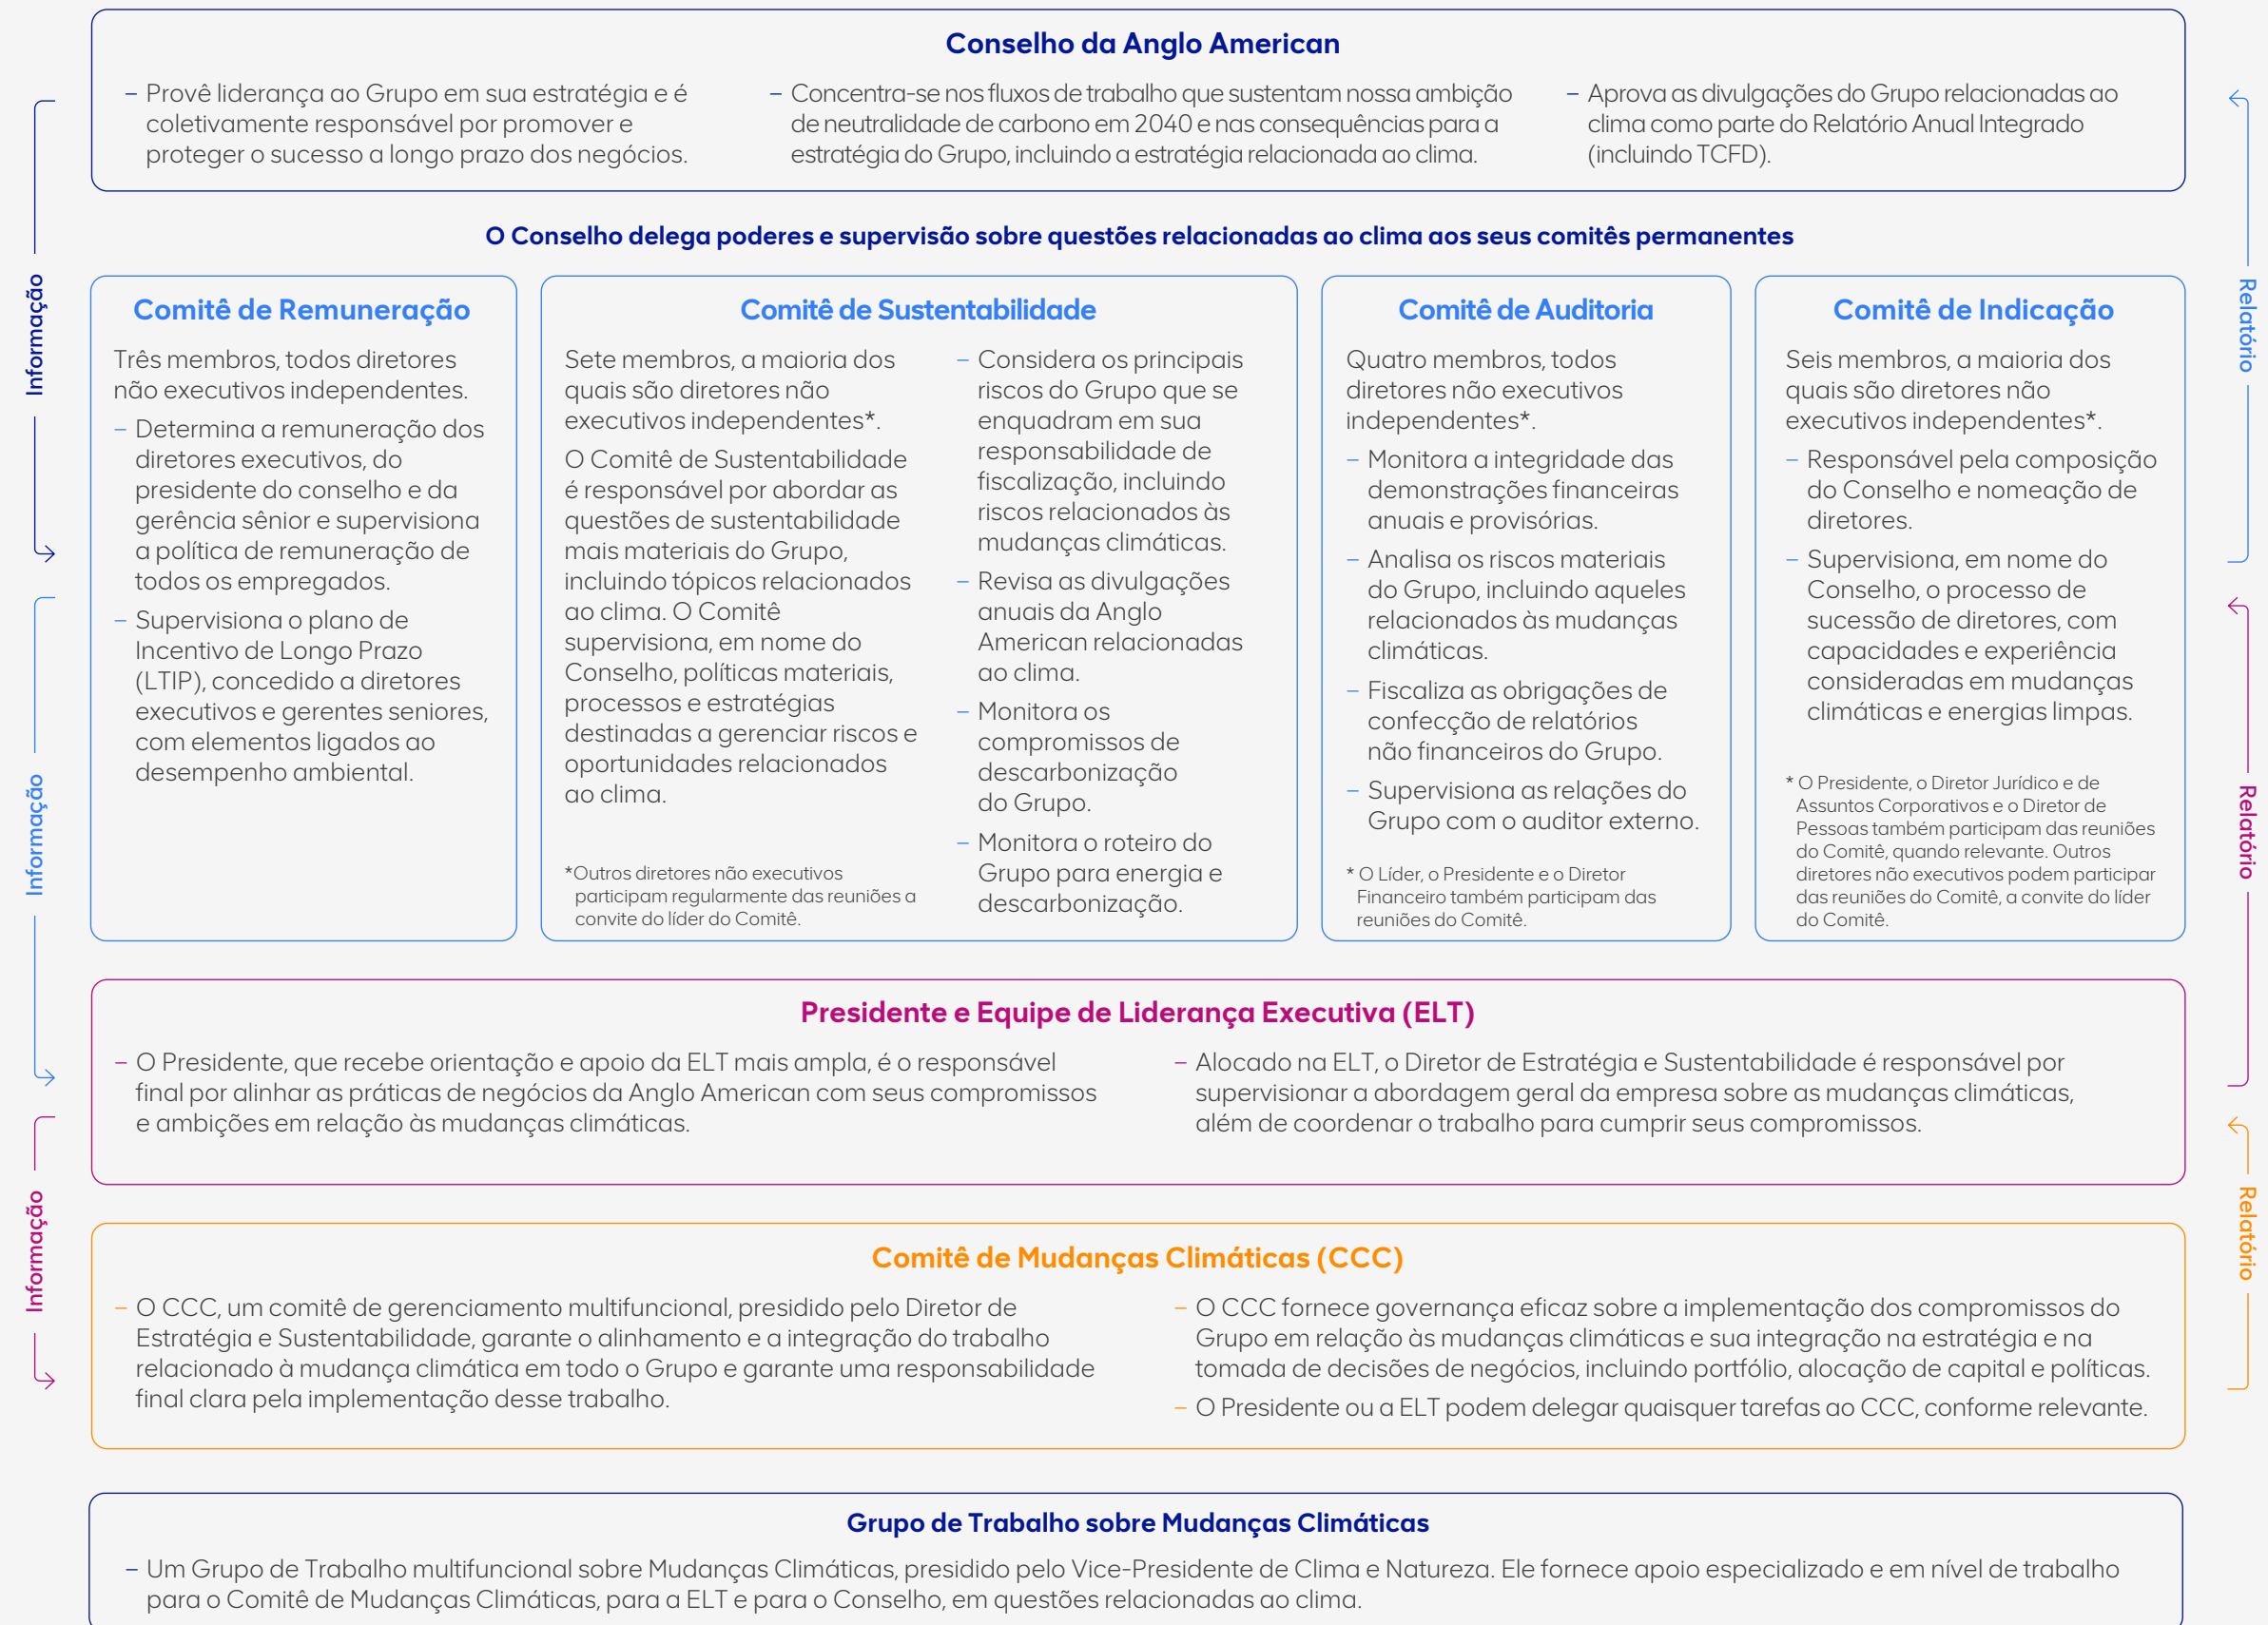 Conselho da Anglo American
– Provê liderança ao Grupo em sua estratégia e é
coletivamente responsável por promover e
proteger o sucesso a longo prazo dos negócios.
– Concentra-se nos fluxos de trabalho que sustentam nossa ambição
de neutralidade de carbono em 2040 e nas consequências para a
estratégia do Grupo, incluindo a estratégia relacionada ao clima.
– Aprova as divulgações do Grupo relacionadas ao
clima como parte do Relatório Anual Integrado
(incluindo TCFD).
Informação
Relatório
O Conselho delega poderes e supervisão sobre questões relacionadas ao clima aos seus comitês permanentes
Comitê de Remuneração
Três membros, todos diretores
não executivos independentes.
– Determina a remuneração dos
diretores executivos, do
presidente do conselho e da
gerência sênior e supervisiona
a política de remuneração de
todos os empregados.
– Supervisiona o plano de
Incentivo de Longo Prazo
(LTIP), concedido a diretores
executivos e gerentes seniores,
com elementos ligados ao
desempenho ambiental.
Comitê de Sustentabilidade
Sete membros, a maioria dos
quais são diretores não
executivos independentes*.
O Comitê de Sustentabilidade
é responsável por abordar as
questões de sustentabilidade
mais materiais do Grupo,
incluindo tópicos relacionados
ao clima. O Comitê
supervisiona, em nome do
Conselho, políticas materiais,
processos e estratégias
destinadas a gerenciar riscos e
oportunidades relacionados
ao clima.
*Outros diretores não executivos
participam regularmente das reuniões a
convite do líder do Comitê.
– Considera os principais
riscos do Grupo que se
enquadram em sua
responsabilidade de
fiscalização, incluindo
riscos relacionados às
mudanças climáticas.
– Revisa as divulgações
anuais da Anglo
American relacionadas
ao clima.
– Monitora os
compromissos de
descarbonização
do Grupo.
– Monitora o roteiro do
Grupo para energia e
descarbonização.
Comitê de Auditoria
Quatro membros, todos
diretores não executivos
independentes*.
– Monitora a integridade das
demonstrações financeiras
anuais e provisórias.
– Analisa os riscos materiais
do Grupo, incluindo aqueles
relacionados às mudanças
climáticas.
– Fiscaliza as obrigações de
confecção de relatórios
não financeiros do Grupo.
– Supervisiona as relações do
Grupo com o auditor externo.
* O Líder, o Presidente e o Diretor
Financeiro também participam das
reuniões do Comitê.
Comitê de Indicação
Seis membros, a maioria dos
quais são diretores não
executivos independentes*.
– Responsável pela composição
do Conselho e nomeação de
diretores.
– Supervisiona, em nome do
Conselho, o processo de
sucessão de diretores, com
capacidades e experiência
consideradas em mudanças
climáticas e energias limpas.
* O Presidente, o Diretor Jurídico e de
Assuntos Corporativos e o Diretor de
Pessoas também participam das reuniões
do Comitê, quando relevante. Outros
diretores não executivos podem participar
das reuniões do Comitê, a convite do líder
do Comitê.
Informação
Relatório
Presidente e Equipe de Liderança Executiva (ELT)
– O Presidente, que recebe orientação e apoio da ELT mais ampla, é o responsável
final por alinhar as práticas de negócios da Anglo American com seus compromissos
e ambições em relação às mudanças climáticas.
– Alocado na ELT, o Diretor de Estratégia e Sustentabilidade é responsável por
supervisionar a abordagem geral da empresa sobre as mudanças climáticas,
além de coordenar o trabalho para cumprir seus compromissos.
Informação
Relatório
Comitê de Mudanças Climáticas (CCC)
– O CCC, um comitê de gerenciamento multifuncional, presidido pelo Diretor de
Estratégia e Sustentabilidade, garante o alinhamento e a integração do trabalho
relacionado à mudança climática em todo o Grupo e garante uma responsabilidade
final clara pela implementação desse trabalho.
– O CCC fornece governança eficaz sobre a implementação dos compromissos do
Grupo em relação às mudanças climáticas e sua integração na estratégia e na
tomada de decisões de negócios, incluindo portfólio, alocação de capital e políticas.
– O Presidente ou a ELT podem delegar quaisquer tarefas ao CCC, conforme relevante.
Grupo de Trabalho sobre Mudanças Climáticas
– Um Grupo de Trabalho multifuncional sobre Mudanças Climáticas, presidido pelo Vice-Presidente de Clima e Natureza. Ele fornece apoio especializado e em nível de trabalho
para o Comitê de Mudanças Climáticas, para a ELT e para o Conselho, em questões relacionadas ao clima.